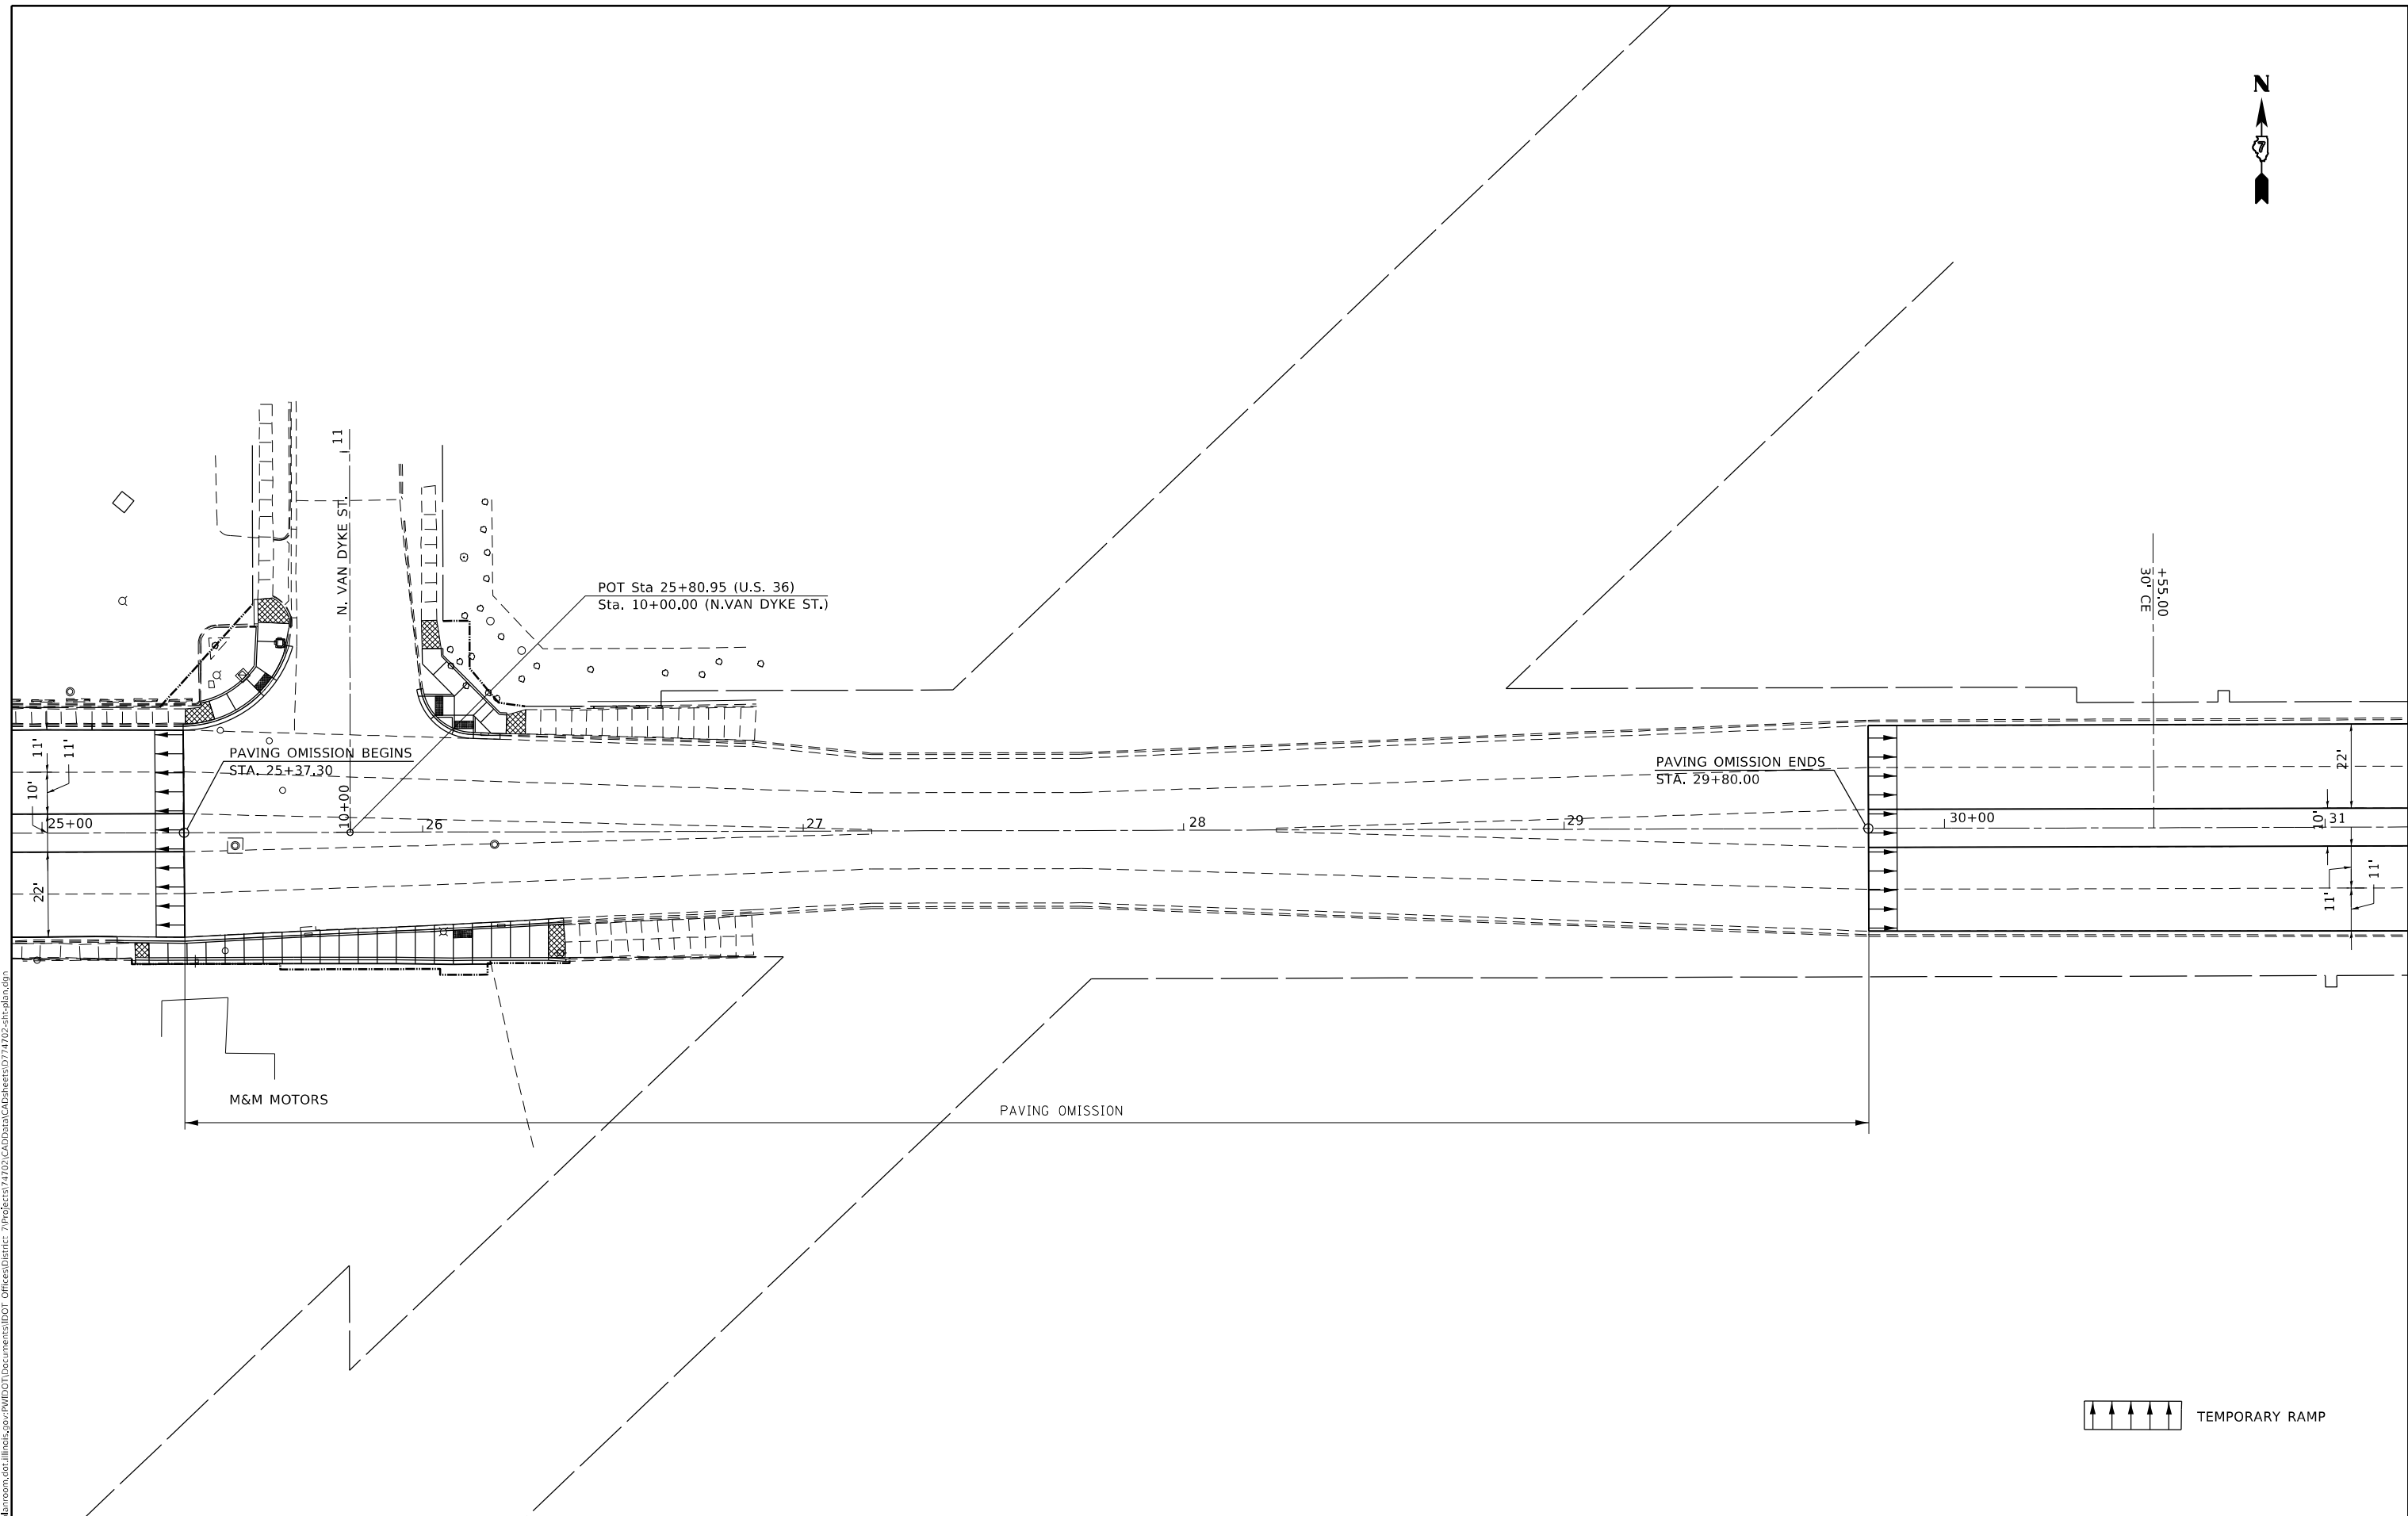 N
7
11
N. VAN DYKE ST.
+55.00
30' CE
POT Sta 25+80.95 (U.S. 36)
Sta. 10+00.00 (N.VAN DYKE ST.)
11'
11'
10'
PAVING OMISSION BEGINS
STA. 25+37.30
PAVING OMISSION ENDS
STA. 29+80.00
22'
10+00
25+00
26
27
28
29
30+00
10'
31
22'
11'
11'
M&M MOTORS
PAVING OMISSION
TEMPORARY RAMP